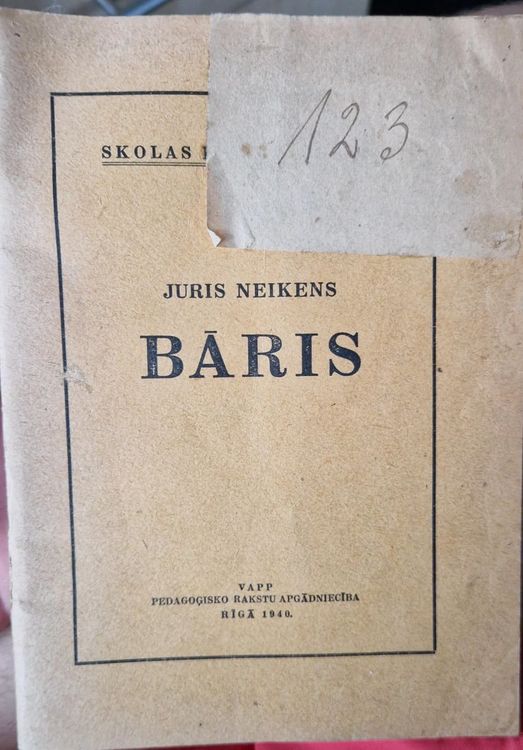 123
SKOLAS
JURIS NEIKENS
BĀRIS
VAPP
PEDAGOĢISKO RAKSTU APGĀDNIECĪBA
RĪGĀ 1940.